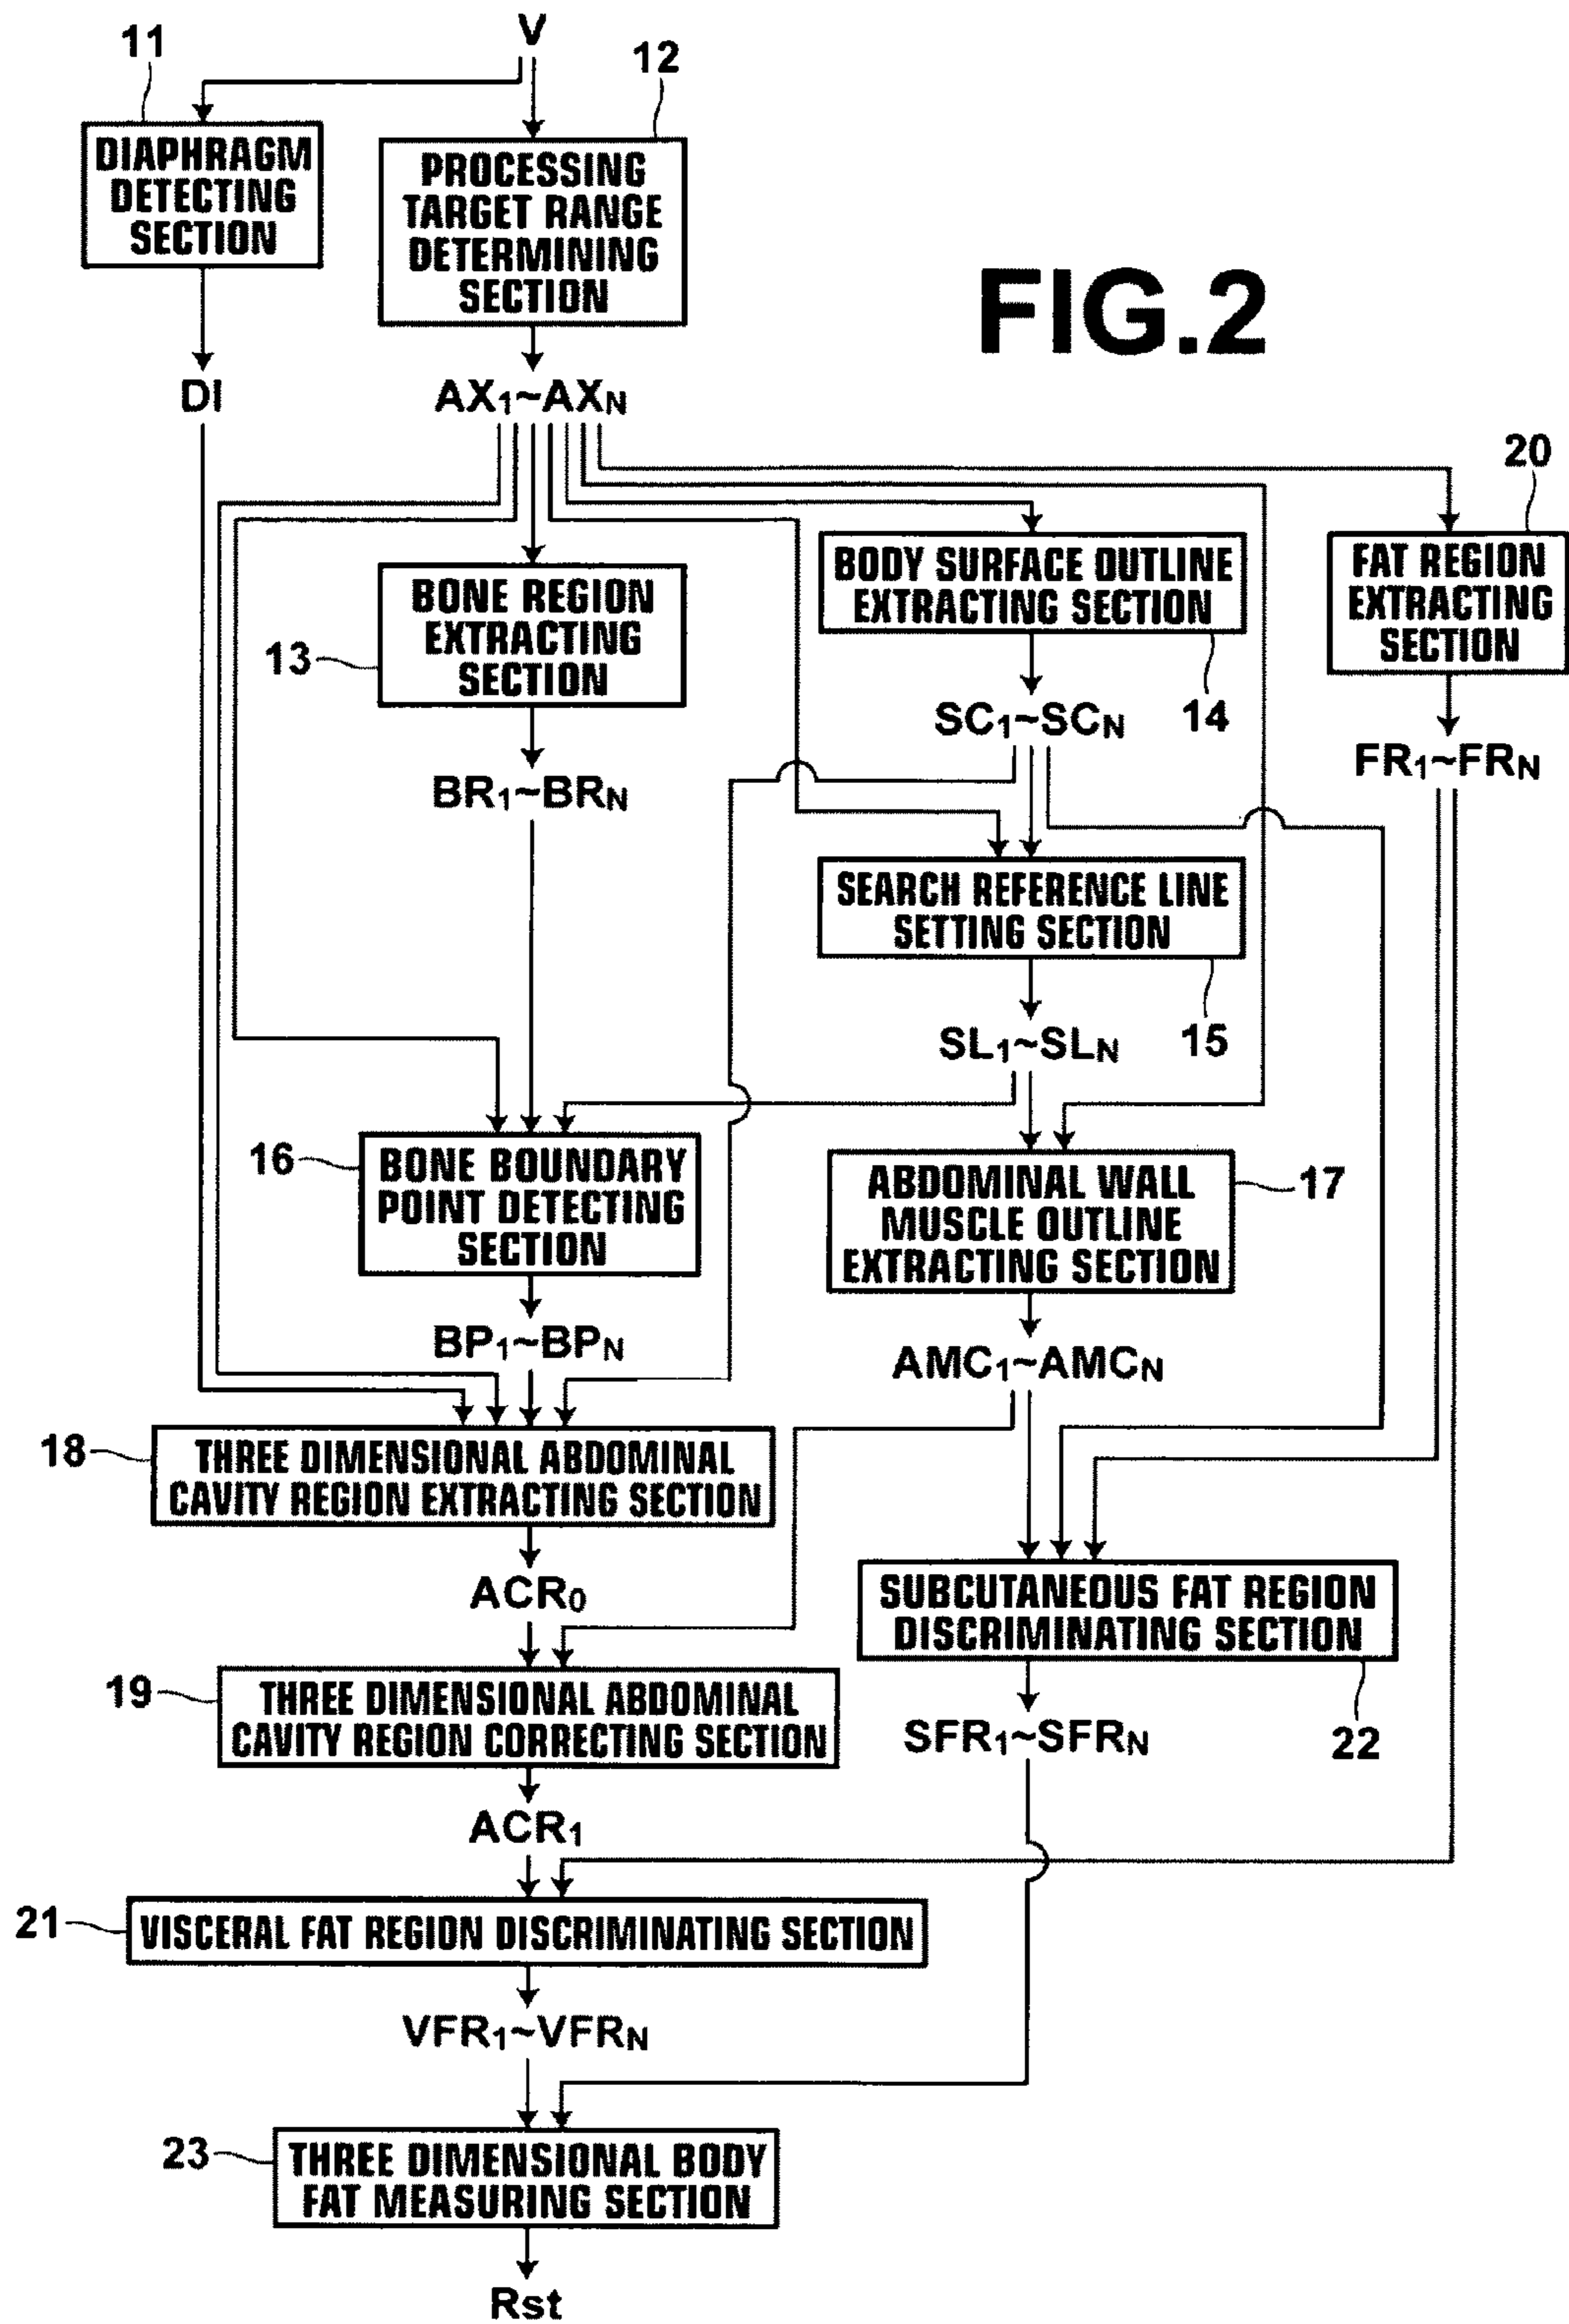 V
11
12
DIAPHRAGM
DETECTING
SECTION
PROCESSING
TARGET RANGE
DETERMINING
SECTION
FIG.2
DI
AX1~AXN
20
BODY SURFACE OUTLINE
EXTRACTING SECTION
FAT REGION
EXTRACTING
SECTION
BONE REGION
EXTRACTING
SECTION
13
14
SC1~SCN
FR1~FRN
BR1~BRN
SEARCH REFERENCE LINE
SETTING SECTION
15
SL1~SLN
16
BONE BOUNDARY
POINT DETECTING
SECTION
ABDOMINAL WALL
MUSCLE OUTLINE
EXTRACTING SECTION
17
BP1~BPN
AMC1~AMCN
18
THREE DIMENSIONAL ABDOMINAL
CAVITY REGION EXTRACTING SECTION
ACR0
SUBCUTANEOUS FAT REGION
DISCRIMINATING SECTION
22
19
THREE DIMENSIONAL ABDOMINAL
CAVITY REGION CORRECTING SECTION
SFR1~SFRN
ACR1
21
VISCERAL FAT REGION DISCRIMINATING SECTION
VFR1~VFRN
23
THREE DIMENSIONAL BODY
FAT MEASURING SECTION
Rst